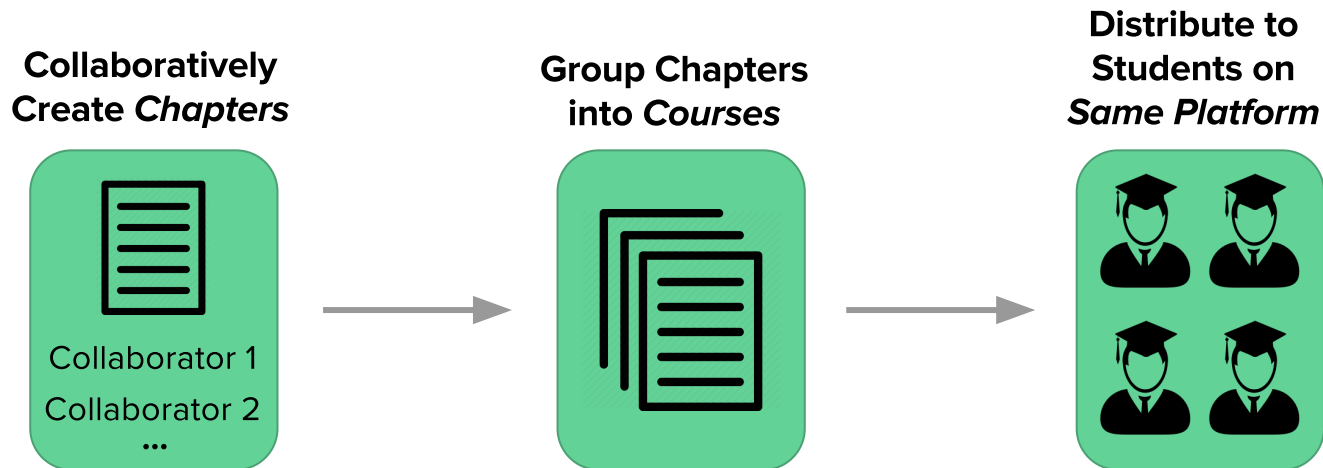 Collaboratively
Create Chapters
Collaborator 1
Collaborator 2
...
Group Chapters
into Courses
Distribute to
Students on
Same Platform